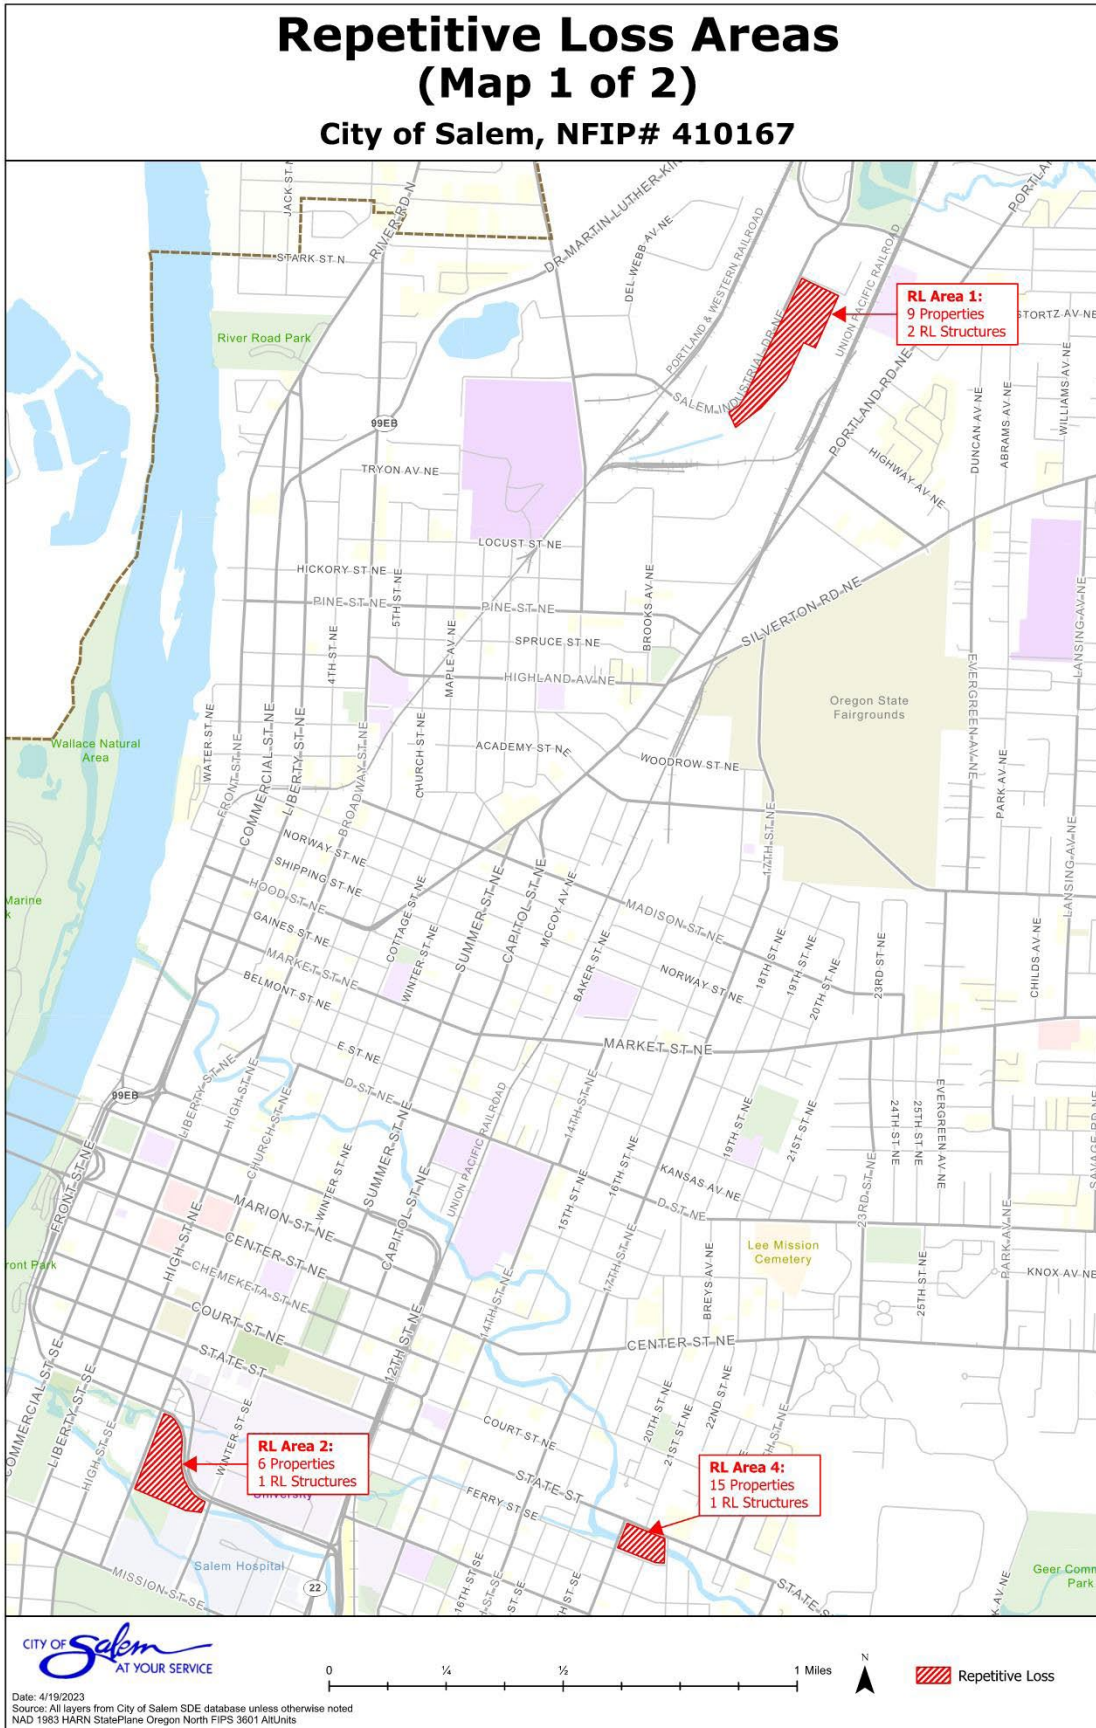 Repetitive Loss Areas
(Map 1 of 2)
City of Salem, NFIP# 410167
JACK ST N
RIVER RD N
STARK ST N
DR MARTIN LUTHER KIN
DEL WEBB AV NE
PORTLAND & WESTERN RAILROAD
UNION PACIFIC RAILROAD
PORTLA
River Road Park
RL Area 1:
9 Properties
2 RL Structures
STORTZ AV NE
SALEM INDUSTRIAL DR NE
PORTLAND RD NE
99EB
TRYON AV NE
HIGHWAY AV NE
DUNCAN AV NE
ABRAMS AV NE
WILLIAMS AV NE
LOCUST ST NE
HICKORY ST NE
PINE ST NE
PINE ST NE
5TH ST NE
4TH ST NE
MAPLE AV NE
SPRUCE ST NE
BROOKS AV NE
SILVERTON RD NE
HIGHLAND AV NE
EVERGREEN AV NE
LANSING AV NE
Oregon State
Fairgrounds
Wallace Natural
Area
WATER ST NE
FRONT ST NE
COMMERCIAL ST NE
LIBERTY ST NE
BROADWAY ST NE
CHURCH ST NE
ACADEMY ST NE
WOODROW ST NE
17TH ST NE
PARK AV NE
LANSING AV NE
NORWAY ST NE
SHIPPING ST NE
HOOD ST NE
GAINES ST NE
MARKET ST NE
BELMONT ST NE
COTTAGE ST NE
WINTER ST NE
SUMMER ST NE
CAPITOL ST NE
MCCOY AV NE
BAKER ST NE
MADISON ST NE
NORWAY ST NE
18TH ST NE
19TH ST NE
20TH ST NE
23RD ST NE
CHILDS AV NE
Marine
k
E ST NE
D ST NE
MARKET ST NE
99EB
LIBERTY ST NE
HIGH ST NE
CHURCH ST NE
WINTER ST NE
SUMMER ST NE
CAPITOL ST NE
UNION PACIFIC RAILROAD
14TH ST NE
15TH ST NE
16TH ST NE
17TH ST NE
19TH ST NE
21ST ST NE
KANSAS AV NE
D ST NE
23RD ST NE
24TH ST NE
25TH ST NE
EVERGREEN AV NE
SAVAGE RD NE
FRONT ST NE
HIGH ST NE
MARION ST NE
CENTER ST NE
CHEMEKETA ST NE
COURT ST NE
STATE ST
ront Park
12TH ST NE
14TH ST NE
Lee Mission
Cemetery
BREYS AV NE
25TH ST NE
PARK AV NE
KNOX AV NE
CENTER ST NE
COMMERCIAL ST SE
LIBERTY ST SE
HIGH ST SE
WINTER ST SE
RL Area 2:
6 Properties
1 RL Structures
University
COURT ST NE
STATE ST
FERRY ST SE
20TH ST NE
21ST ST NE
22ND ST NE
RL Area 4:
15 Properties
1 RL Structures
Salem Hospital
MISSION ST SE
22
16TH ST SE
Geer Comm
Park
CITY OF Salem
AT YOUR SERVICE
0 ¼ ½ 1 Miles
N
Repetitive Loss
Date: 4/19/2023
Source: All layers from City of Salem SDE database unless otherwise noted
NAD 1983 HARN StatePlane Oregon North FIPS 3601 AltUnits